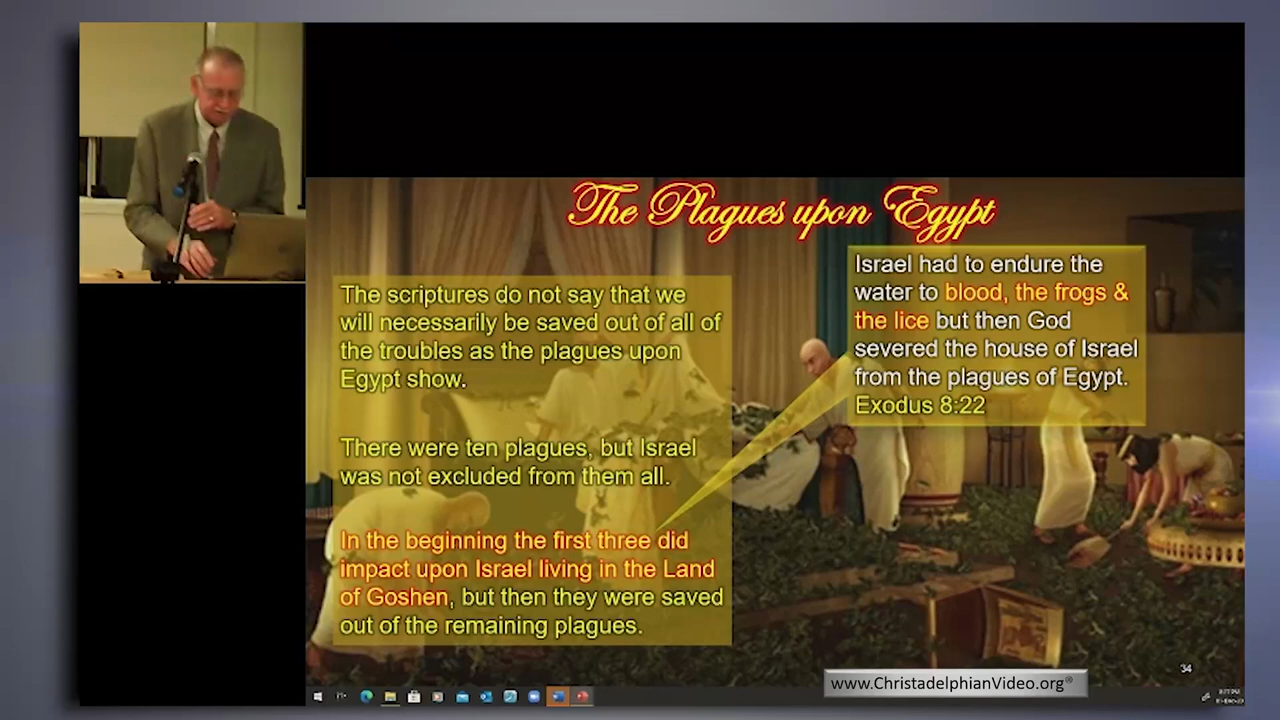 The Plagues upon Egypt
The scriptures do not say that we
will necessarily be saved out of all of
the troubles as the plagues upon
Egypt show.
There were ten plagues, but Israel
was not excluded from them all.
In the beginning the first three did
impact upon Israel living in the Land
of Goshen, but then they were saved
out of the remaining plagues.
Israel had to endure the
water to blood, the frogs &
the lice but then God
severed the house of Israel
from the plagues of Egypt.
Exodus 8:22
34
www.ChristadelphianVideo.org®